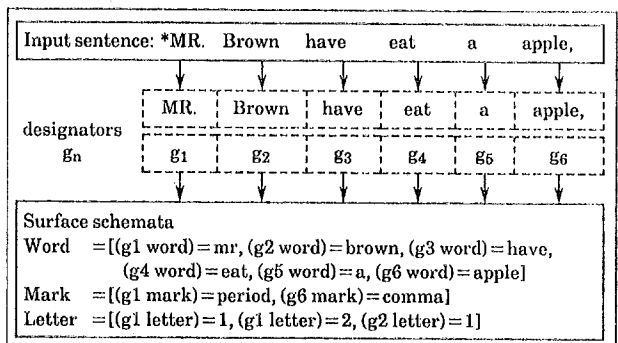 Input sentence: *MR. Brown have eat a apple,
MR. Brown have eat a apple,
designators
gn g1 g2 g3 g4 g5 g6
Surface schemata
Word =[(g1 word)=mr, (g2 word)=brown, (g3 word)=have,
(g4 word)=eat, (g5 word)=a, (g6 word)=apple]
Mark =[(g1 mark)=period, (g6 mark)=comma]
Letter =[(g1 letter)=1, (g1 letter)=2, (g2 letter)=1]